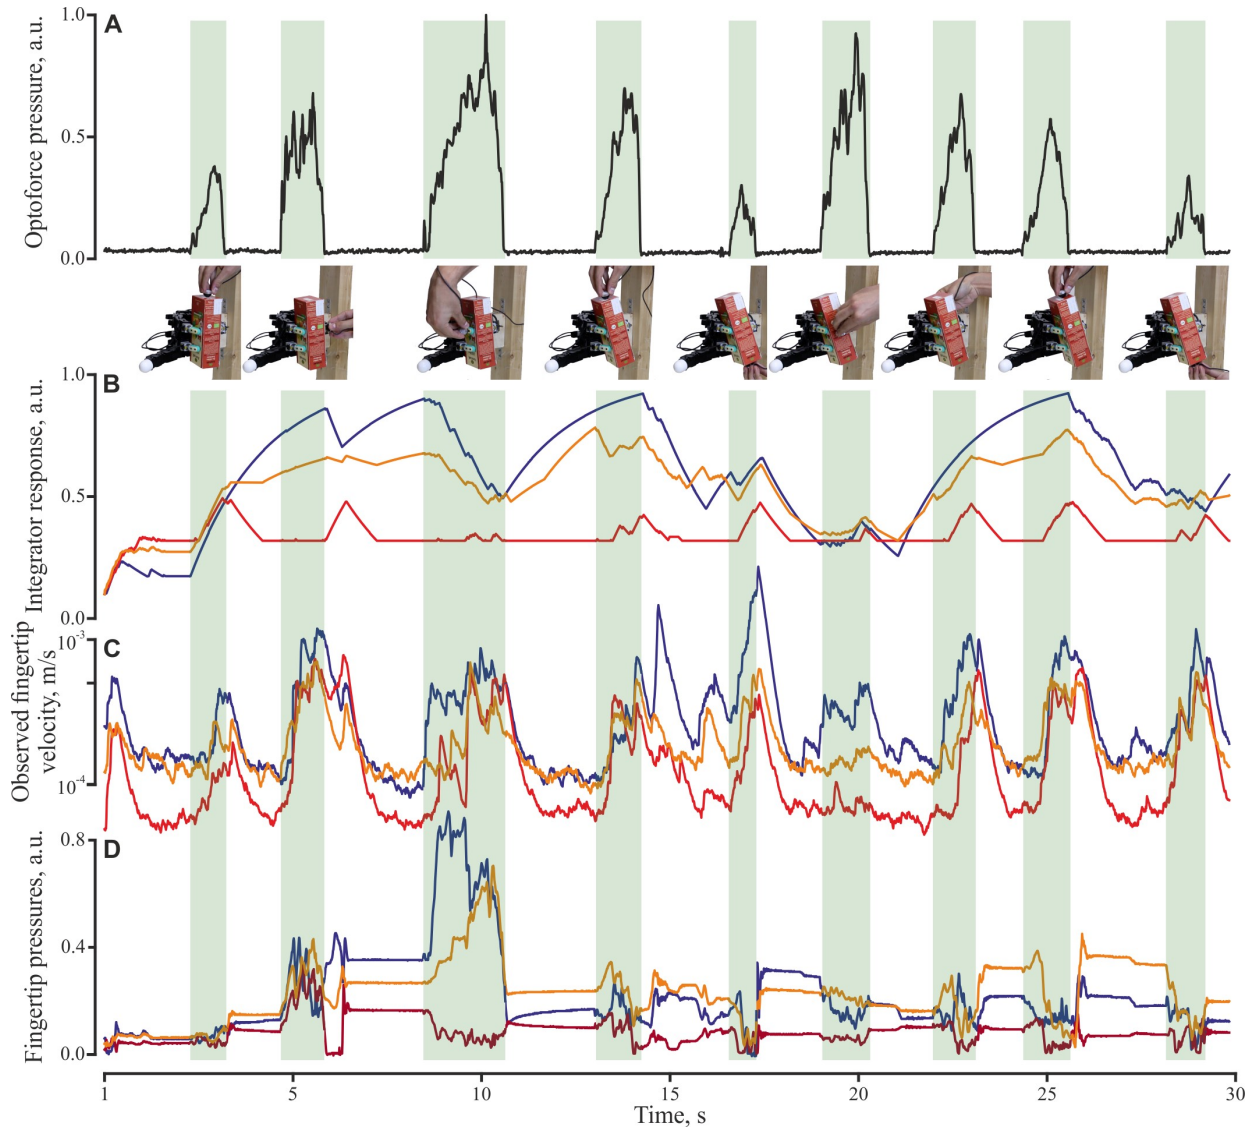 A
Optoforce pressure, a.u.
1.0
0.5
0.0
B
Integrator response, a.u.
1.0
0.5
0.0
C
Observed fingertip
velocity, m/s
10-3
10-4
D
Fingertip pressures, a.u.
0.8
0.4
0.0
1 5 10 15 20 25 30
Time, s